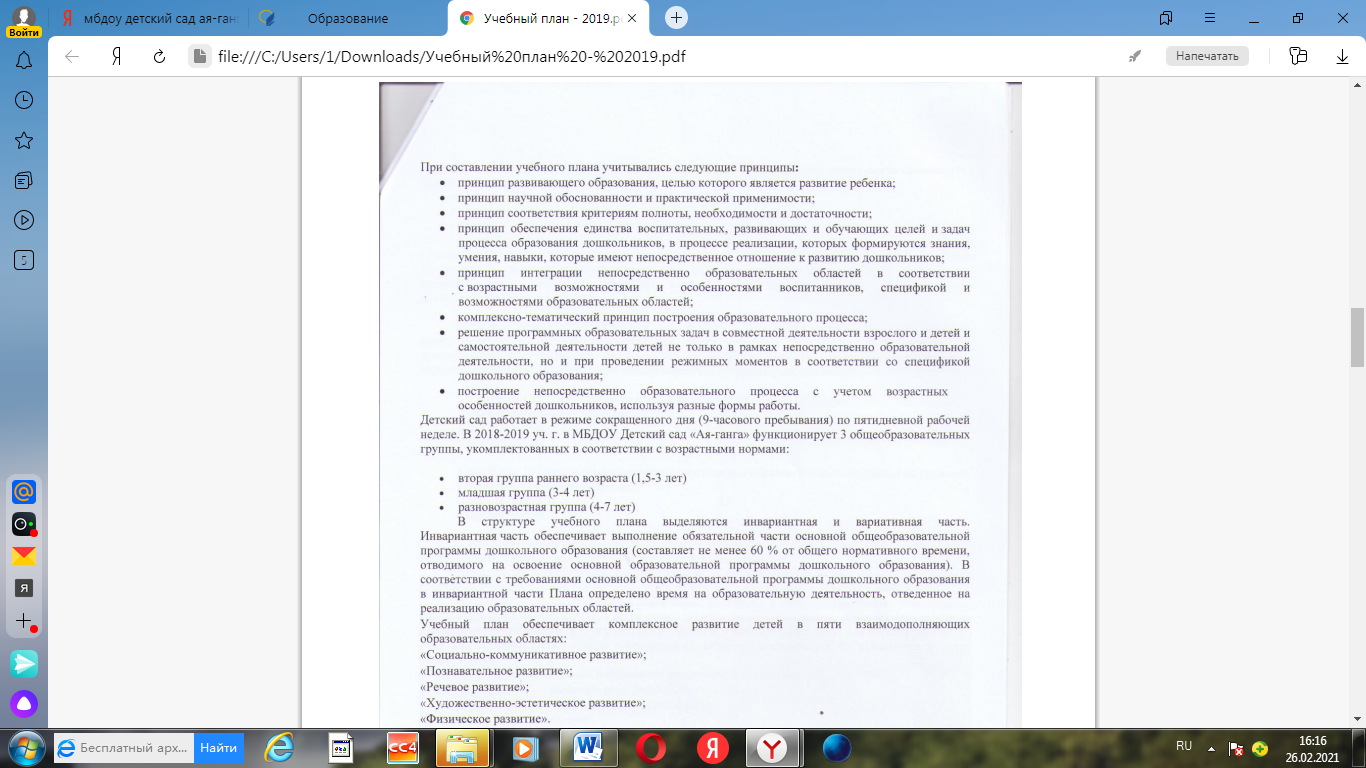 Войти
мбдоу детский сад ая-ган
Образование
Учебный план - 2019.p
file:///C:/Users/1/Downloads/Учебный%20план%20-%202019.pdf
Напечатать
При составлении учебного плана учитывались следующие принципы:
• принцип развивающего образования, целью которого является развитие ребенка;
• принцип научной обоснованности и практической применимости;
• принцип соответствия критериям полноты, необходимости и достаточности;
• принцип обеспечения единства воспитательных, развивающих и обучающих целей и задач
процесса образования дошкольников, в процессе реализации, которых формируются знания,
умения, навыки, которые имеют непосредственное отношение к развитию дошкольников;
• принцип интеграции непосредственно образовательных областей в соответствии
с возрастными возможностями и особенностями воспитанников, спецификой и
возможностями образовательных областей;
• комплексно-тематический принцип построения образовательного процесса;
• решение программных образовательных задач в совместной деятельности взрослого и детей и
самостоятельной деятельности детей не только в рамках непосредственно образовательной
деятельности, но и при проведении режимных моментов в соответствии со спецификой
дошкольного образования;
• построение непосредственно образовательного процесса с учетом возрастных
особенностей дошкольников, используя разные формы работы.
Детский сад работает в режиме сокращенного дня (9-часового пребывания) по пятидневной рабочей
неделе. В 2018-2019 уч. г. в МБДОУ Детский сад «Ая-ганга» функционирует 3 общеобразовательных
группы, укомплектованных в соответствии с возрастными нормами:
• вторая группа раннего возраста (1,5-3 лет)
• младшая группа (3-4 лет)
• разновозрастная группа (4-7 лет)
В структуре учебного плана выделяются инвариантная и вариативная часть.
Инвариантная часть обеспечивает выполнение обязательной части основной общеобразовательной
программы дошкольного образования (составляет не менее 60 % от общего нормативного времени,
отводимого на освоение основной образовательной программы дошкольного образования). В
соответствии с требованиями основной общеобразовательной программы дошкольного образования
в инвариантной части Плана определено время на образовательную деятельность, отведенное на
реализацию образовательных областей.
Учебный план обеспечивает комплексное развитие детей в пяти взаимодополняющих
образовательных областях:
«Социально-коммуникативное развитие»;
«Познавательное развитие»;
«Речевое развитие»;
«Художественно-эстетическое развитие»;
«Физическое развитие».
Бесплатный арх...
Найти
RU
16:16
26.02.2021